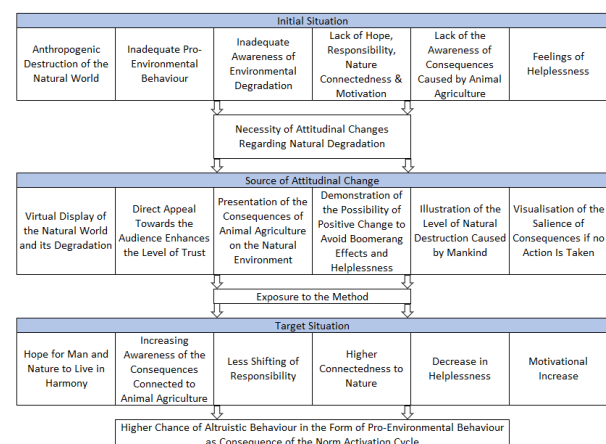 Initial Situation
Anthropogenic
Destruction of the
Natural World
Inadequate Pro-
Environmental
Behaviour
Inadequate
Awareness of
Environmental
Degradation
Lack of Hope,
Responsibility,
Nature
Connectedness &
Motivation
Lack of the
Awareness of
Consequences
Caused by Animal
Agriculture
Feelings of
Helplessness
Necessity of Attitudinal Changes
Regarding Natural Degradation
Source of Attitudinal Change
Virtual Display of
the Natural World
and its Degradation
Direct Appeal
Towards the
Audience Enhances
the Level of Trust
Presentation of the
Consequences of
Animal Agriculture
on the Natural
Environment
Demonstration of
the Possibility of
Positive Change to
Avoid Boomerang
Effects and
Helplessness
Illustration of the
Level of Natural
Destruction Caused
by Mankind
Visualisation of the
Salience of
Consequences if no
Action Is Taken
Exposure to the Method
Target Situation
Hope for Man and
Nature to Live in
Harmony
Increasing
Awareness of the
Consequences
Connected to
Animal Agriculture
Less Shifting of
Responsibility
Higher
Connectedness to
Nature
Decrease in
Helplessness
Motivational
Increase
Higher Chance of Altruistic Behaviour in the Form of Pro-Environmental Behaviour
as Consequence of the Norm Activation Cycle